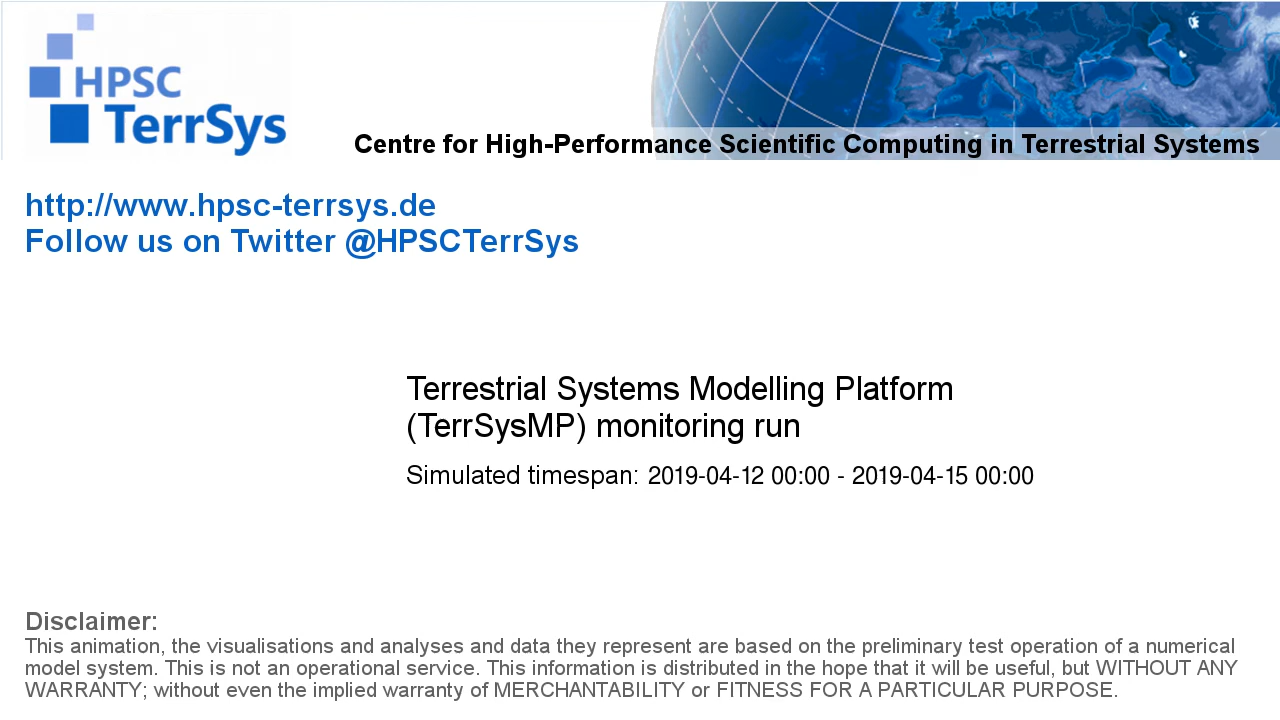 HPSC
TerrSys
Centre for High-Performance Scientific Computing in Terrestrial Systems
http://www.hpsc-terrsys.de
Follow us on Twitter @HPSCTerrSys
Terrestrial Systems Modelling Platform
(TerrSysMP) monitoring run
Simulated timespan: 2019-04-12 00:00 - 2019-04-15 00:00
Disclaimer:
This animation, the visualisations and analyses and data they represent are based on the preliminary test operation of a numerical
model system. This is not an operational service. This information is distributed in the hope that it will be useful, but WITHOUT ANY
WARRANTY; without even the implied warranty of MERCHANTABILITY or FITNESS FOR A PARTICULAR PURPOSE.